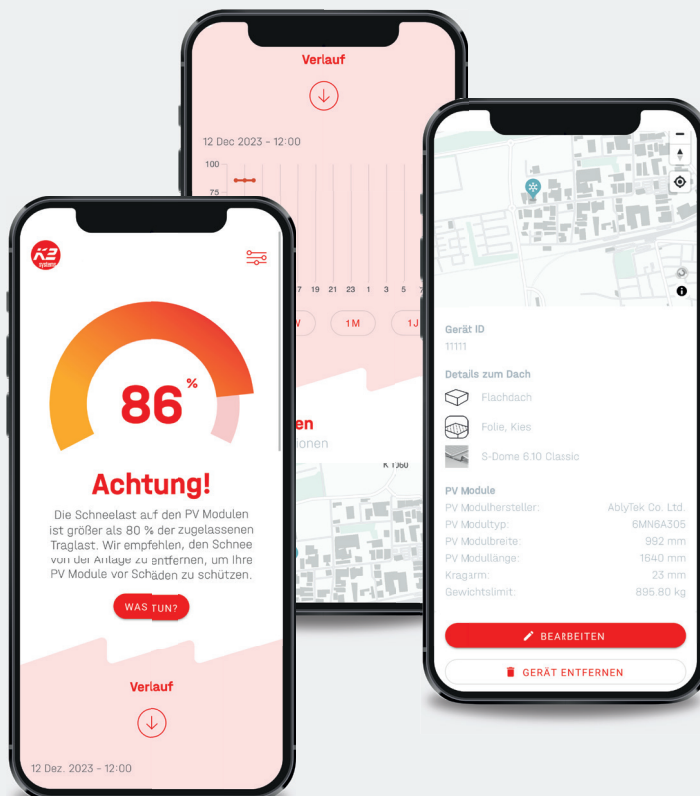 K2
systems
86 %
Achtung!
Die Schneelast auf den PV Modulen
ist größer als 80 % der zugelassenen
Traglast. Wir empfehlen, den Schnee
von der Anlage zu entfernen, um Ihre
PV Module vor Schäden zu schützen.
WAS TUN?
Verlauf
12 Dez. 2023 - 12:00
Verlauf
12 Dec 2023 - 12:00
100
75
7 19 21 23 1 3 5 7
W
1M
1J
en
ionen
K 1060
Gerät ID
11111
Details zum Dach
Flachdach
Folie, Kies
S-Dome 6.10 Classic
PV Module
PV Modulhersteller: AblyTek Co. Ltd.
PV Modultyp: 6MN6A305
PV Modulbreite: 992 mm
PV Modullänge: 1640 mm
Kragarm: 23 mm
Gewichtslimit: 895.80 kg
BEARBEITEN
GERÄT ENTFERNEN